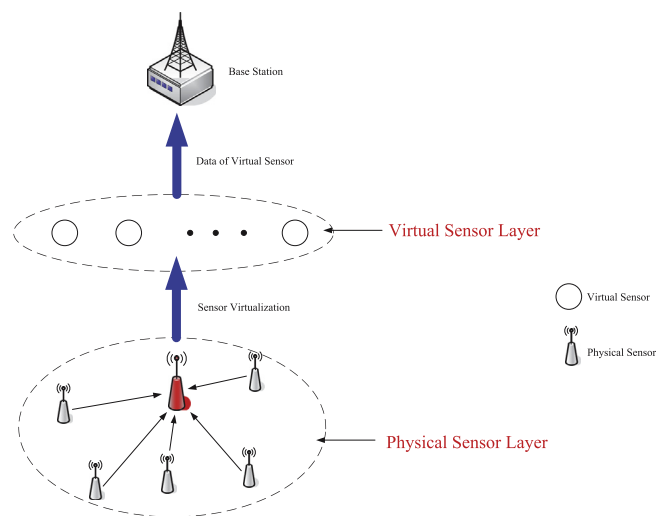 Base Station
Data of Virtual Sensor
Virtual Sensor Layer
Sensor Virtualization
Virtual Sensor
Physical Sensor
Physical Sensor Layer